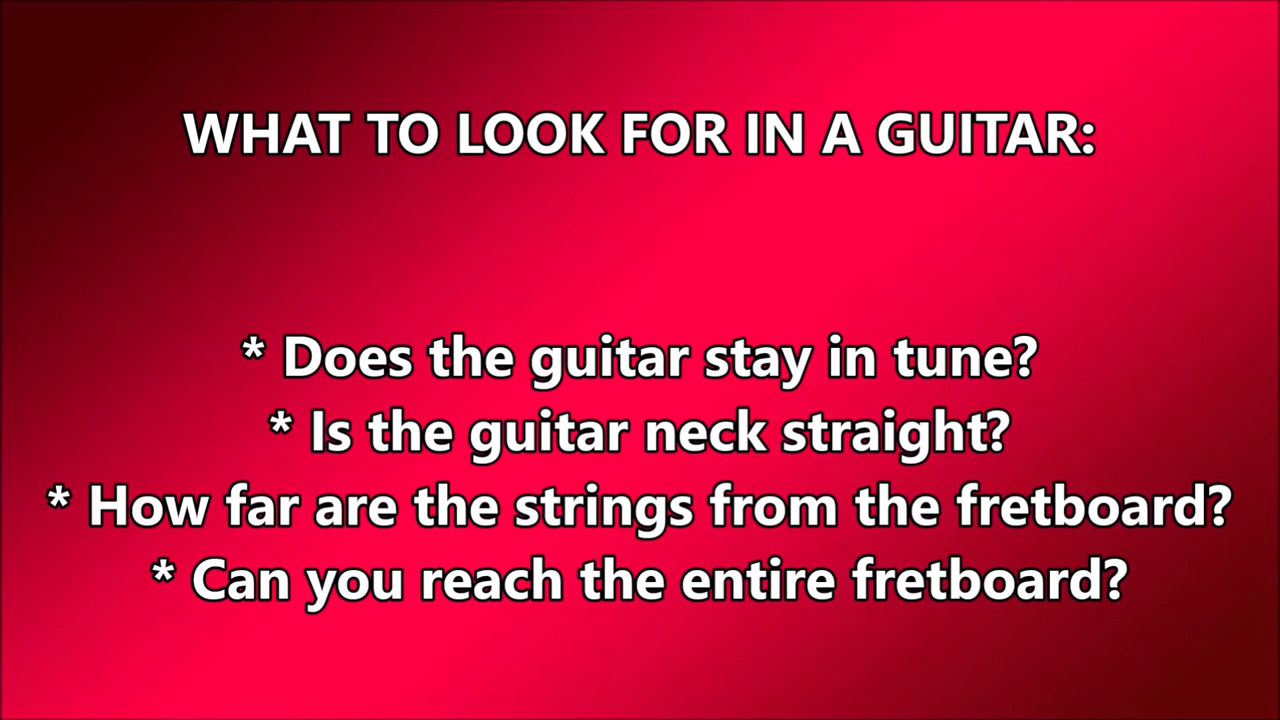 WHAT TO LOOK FOR IN A GUITAR:
* Does the guitar stay in tune?
* Is the guitar neck straight?
* How far are the strings from the fretboard?
* Can you reach the entire fretboard?